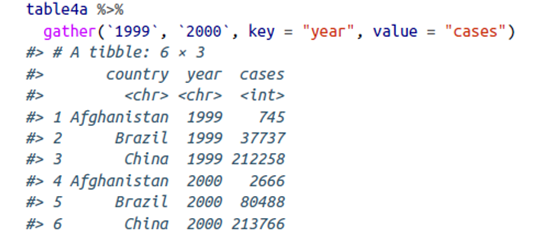 table4a %>%
  gather(`1999`, `2000`, key = "year", value = "cases")
#> # A tibble: 6 × 3
#>       country  year  cases
#>         <chr> <chr>  <int>
#> 1 Afghanistan  1999    745
#> 2      Brazil  1999  37737
#> 3       China  1999 212258
#> 4 Afghanistan  2000   2666
#> 5      Brazil  2000  80488
#> 6       China  2000 213766